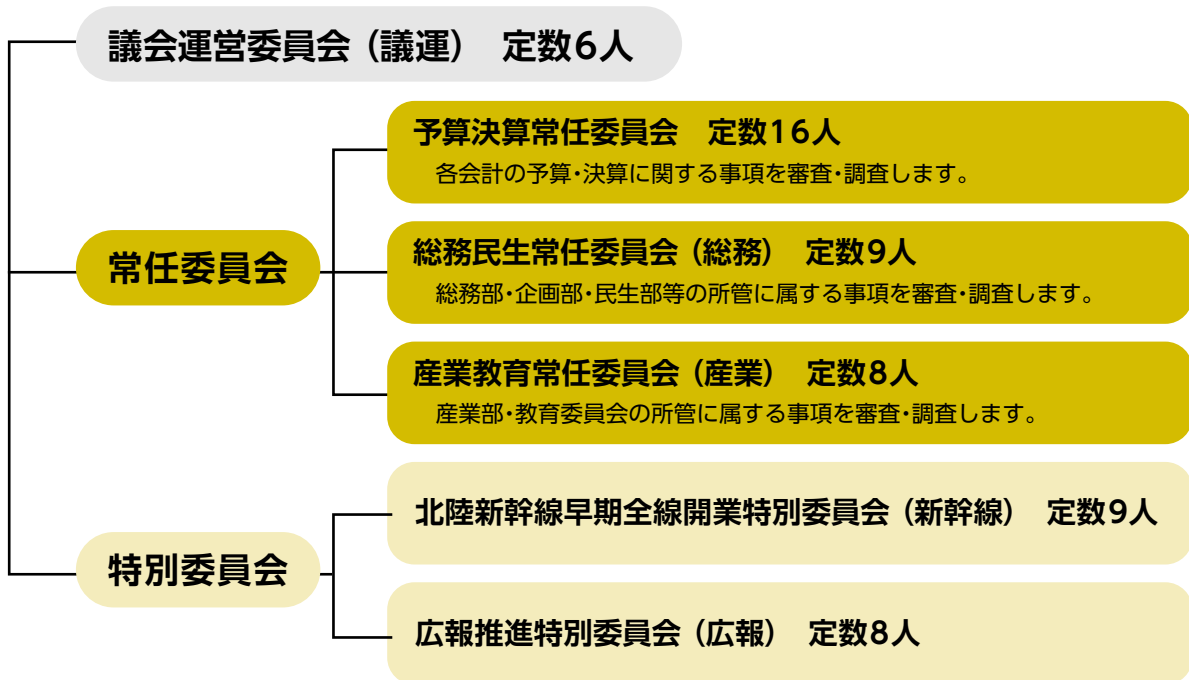 議会運営委員会（議運）　定数6人
予算決算常任委員会　定数16人
各会計の予算・決算に関する事項を審査・調査します。
常任委員会
総務民生常任委員会（総務）　定数9人
総務部・企画部・民生部等の所管に属する事項を審査・調査します。
産業教育常任委員会（産業）　定数8人
産業部・教育委員会の所管に属する事項を審査・調査します。
特別委員会
北陸新幹線早期全線開業特別委員会（新幹線）　定数9人
広報推進特別委員会（広報）　定数8人